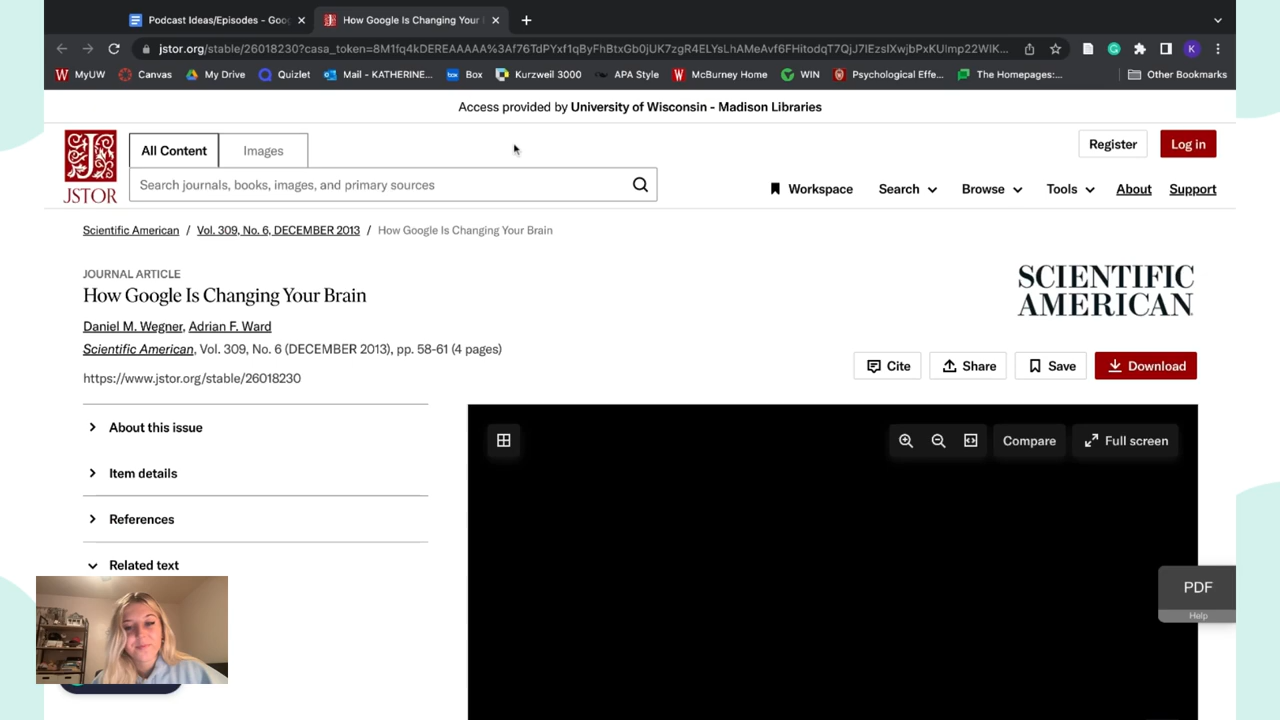 Podcast Ideas/Episodes - Goog
How Google Is Changing Your
jstor.org/stable/26018230?casa_token=
K
MyUW
Canvas
My Drive
Quizlet
Mail - KATHERINE...
Box
Kurzweil 3000
APA Style
McBurney Home
WIN
Psychological Effe...
The Homepages:...
Other Bookmarks
Access provided by University of Wisconsin - Madison Libraries
JSTOR
All Content
Images
Register
Log in
Search journals, books, images, and primary sources
Workspace
Search
Browse
Tools
About
Support
Scientific American / Vol. 309, No. 6, DECEMBER 2013 / How Google Is Changing Your Brain
JOURNAL ARTICLE
How Google Is Changing Your Brain
Daniel M. Wegner, Adrian F. Ward
Scientific American, Vol. 309, No. 6 (DECEMBER 2013), pp. 58-61 (4 pages)
https://www.jstor.org/stable/26018230
SCIENTIFIC
AMERICAN
Cite
Share
Save
Download
About this issue
Item details
References
Related text
Compare
Full screen
PDF
Help